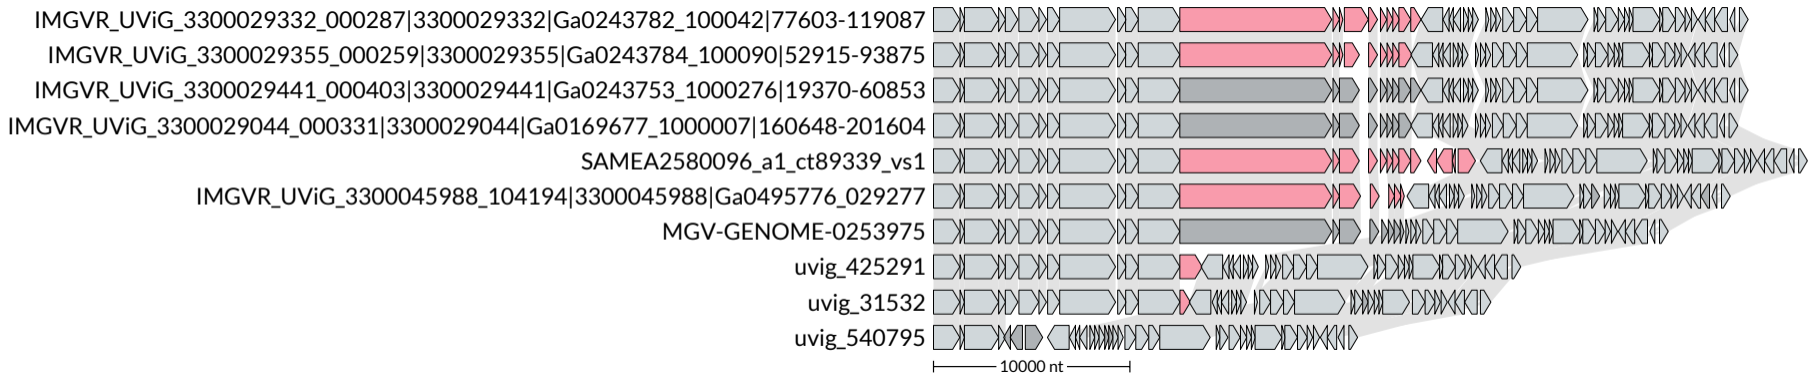 IMGVR_UViG_3300029332_000287|3300029332|Ga0243782_100042|77603-119087
IMGVR_UViG_3300029355_000259|3300029355|Ga0243784_100090|52915-93875
IMGVR_UViG_3300029441_000403|3300029441|Ga0243753_1000276|19370-60853
IMGVR_UViG_3300029044_000331|3300029044|Ga0169677_1000007|160648-201604
SAMEA2580096_a1_ct89339_vs1
IMGVR_UViG_3300045988_104194|3300045988|Ga0495776_029277
MGV-GENOME-0253975
uvig_425291
uvig_31532
uvig_540795
10000 nt